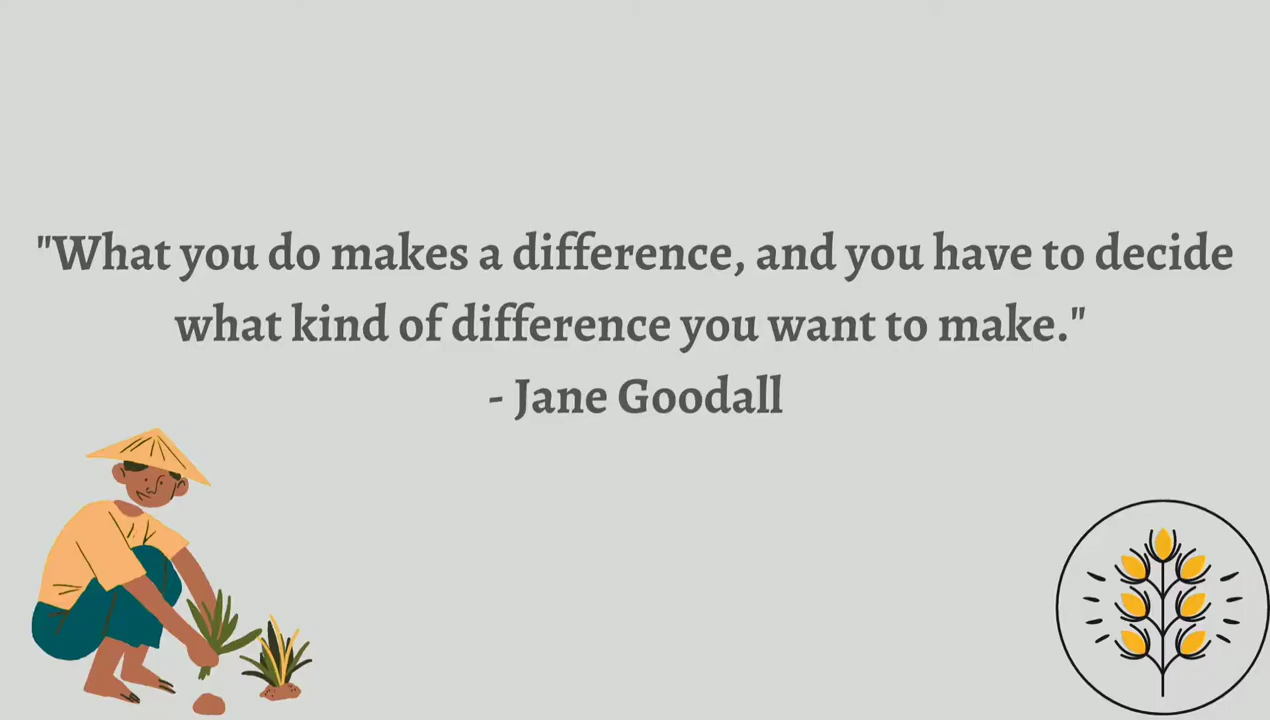 "What you do makes a difference, and you have to decide
what kind of difference you want to make."
- Jane Goodall